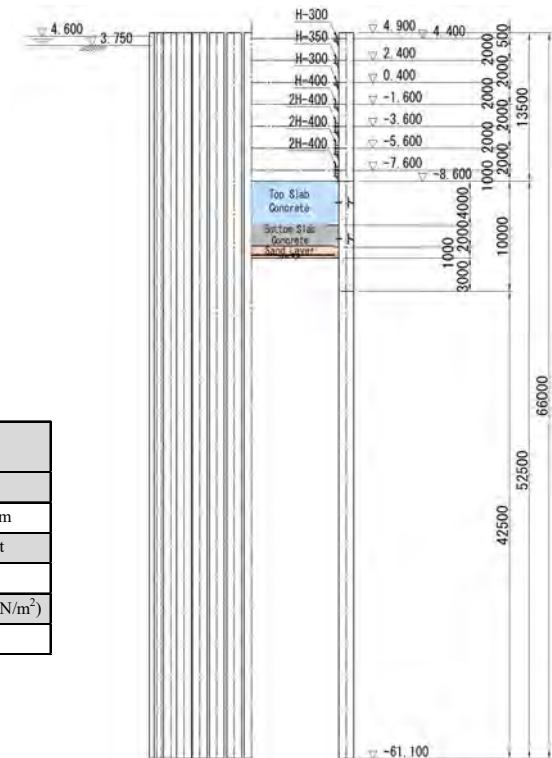 H-300
4.600
4.900
4.400
3.750
H-350
2.400
H-300
0.400
H-400
-1.600
2H-400
-3.600
2H-400
-5.600
2H-400
-7.600
-8.600
500
2000
2000
2000
2000
2000
2000
1000
13500
Top Slab
Concrete
Bottom Slab
Concrete
Sand Layer
4000
2000
1000
3000
10000
42500
52500
66000
-61.100
m
t
N/m²)